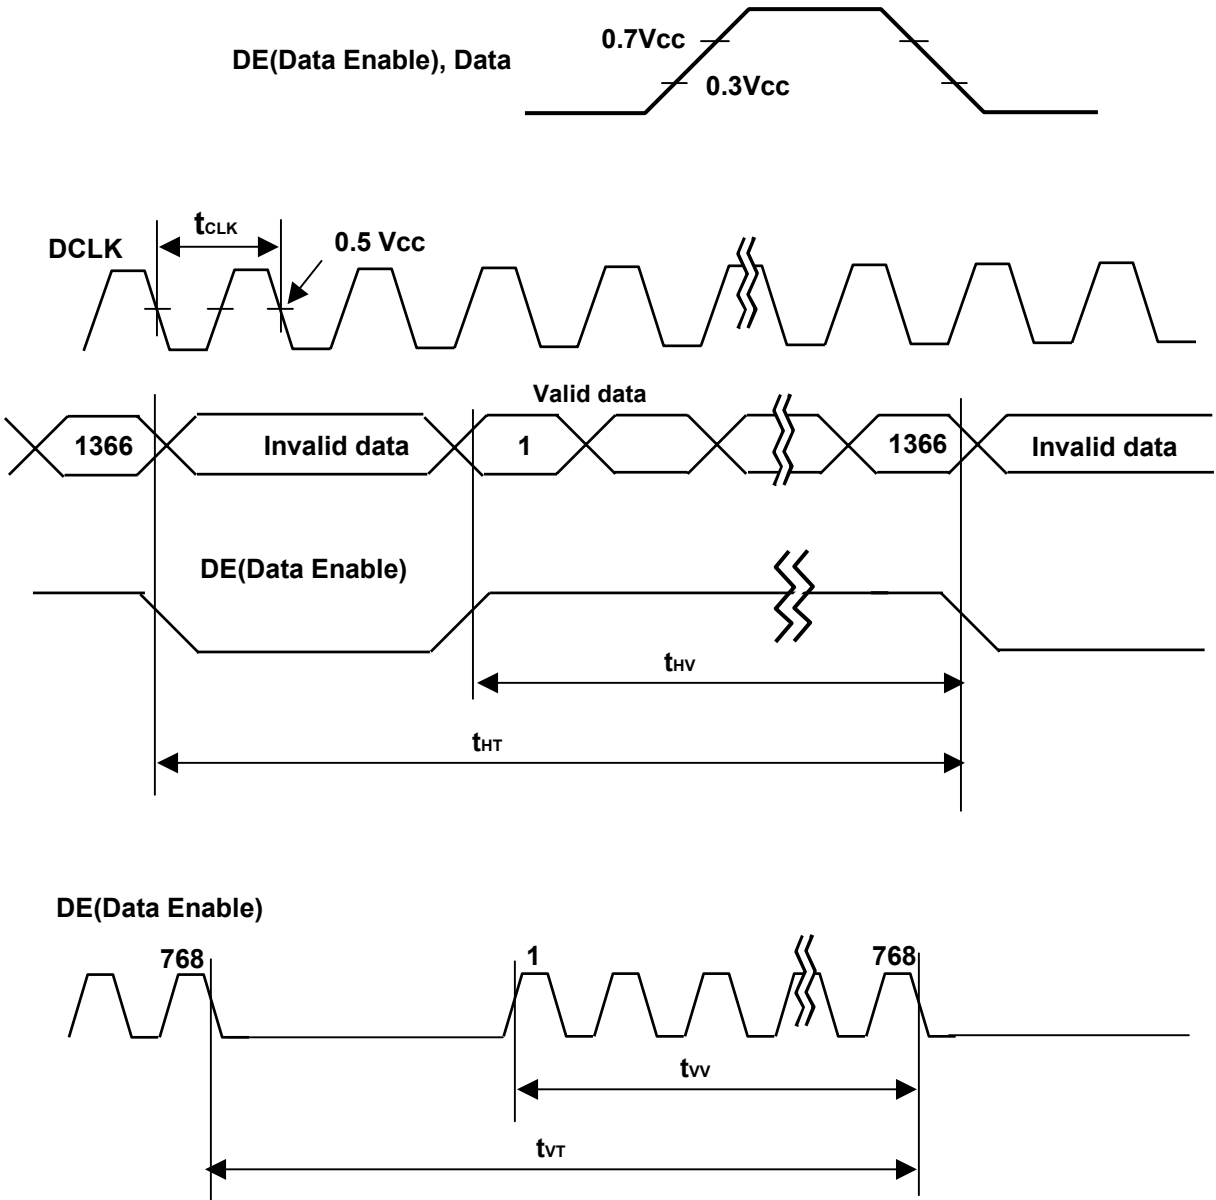 0.7Vcc
DE(Data Enable), Data
0.3Vcc
tCLK
DCLK
0.5 Vcc
Valid data
1366
Invalid data
1
1366
Invalid data
DE(Data Enable)
tHV
tHT
DE(Data Enable)
768
1
768
tVV
tVT